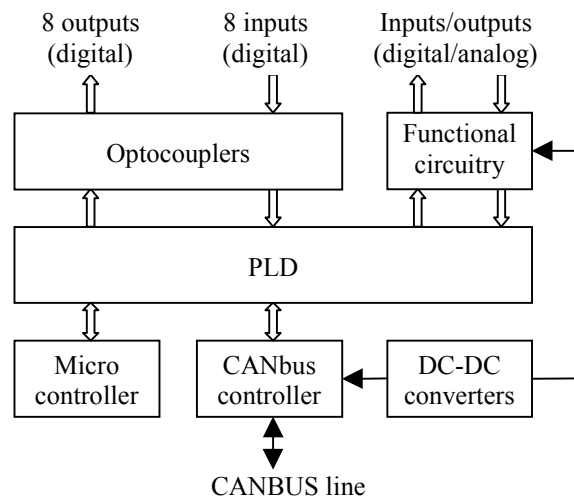 8 outputs
(digital)
8 inputs
(digital)
Inputs/outputs
(digital/analog)
Optocouplers
Functional
circuitry
PLD
Micro
controller
CANbus
controller
DC-DC
converters
CANBUS line